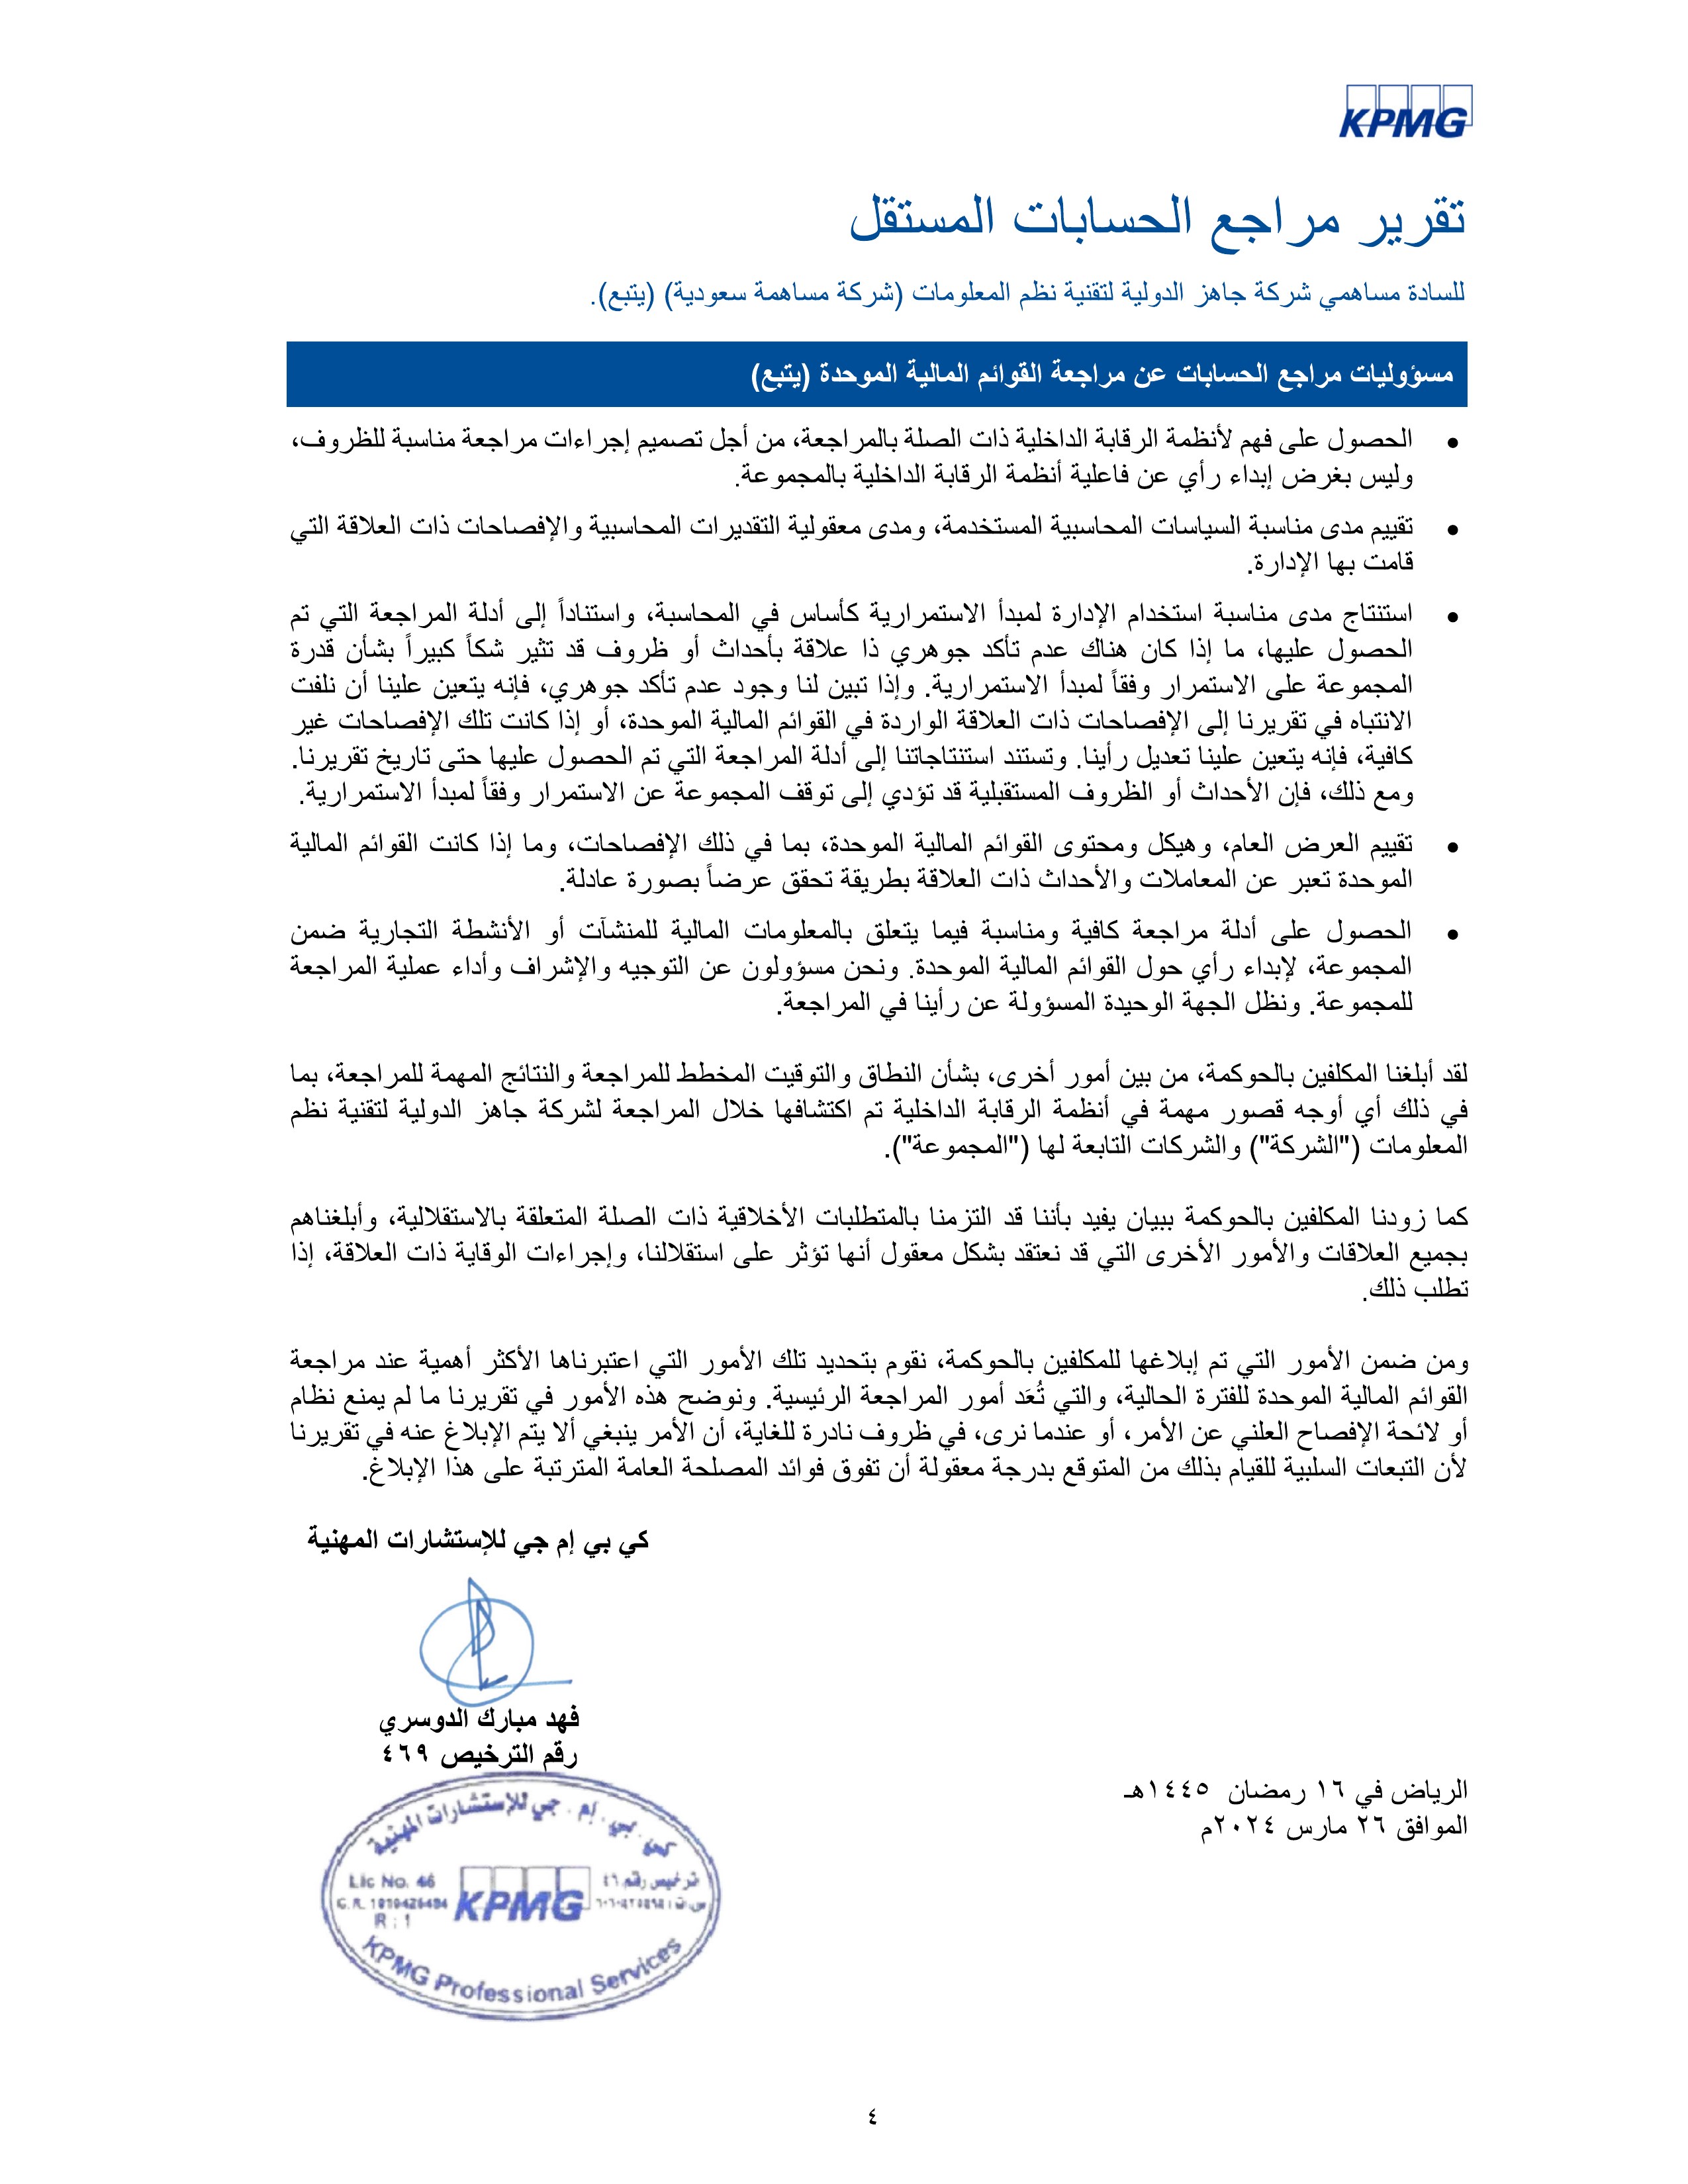 KPMG
تقرير مراجع الحسابات المستقل
للسادة مساهمي شركة جاهز الدولية لتقنية نظم المعلومات (شركة مساهمة سعودية) (يتبع).
مسؤوليات مراجع الحسابات عن مراجعة القوائم المالية الموحدة (يتبع)
• الحصول على فهم لأنظمة الرقابة الداخلية ذات الصلة بالمراجعة، من أجل تصميم إجراءات مراجعة مناسبة للظروف،
وليس بغرض إبداء رأي عن فاعلية أنظمة الرقابة الداخلية بالمجموعة.
• تقييم مدى مناسبة السياسات المحاسبية المستخدمة، ومدى معقولية التقديرات المحاسبية والإفصاحات ذات العلاقة التي
قامت بها الإدارة.
• استنتاج مدى مناسبة استخدام الإدارة لمبدأ الاستمرارية كأساس في المحاسبة، واستناداً إلى أدلة المراجعة التي تم
الحصول عليها، ما إذا كان هناك عدم تأكد جوهري ذا علاقة بأحداث أو ظروف قد تثير شكاً كبيراً بشأن قدرة
المجموعة على الاستمرار وفقاً لمبدأ الاستمرارية. وإذا تبين لنا وجود عدم تأكد جوهري، فإنه يتعين علينا أن نلفت
الانتباه في تقريرنا إلى الإفصاحات ذات العلاقة الواردة في القوائم المالية الموحدة، أو إذا كانت تلك الإفصاحات غير
كافية، فإنه يتعين علينا تعديل رأينا. وتستند استنتاجاتنا إلى أدلة المراجعة التي تم الحصول عليها حتى تاريخ تقريرنا.
ومع ذلك، فإن الأحداث أو الظروف المستقبلية قد تؤدي إلى توقف المجموعة عن الاستمرار وفقاً لمبدأ الاستمرارية.
• تقييم العرض العام، وهيكل ومحتوى القوائم المالية الموحدة، بما في ذلك الإفصاحات، وما إذا كانت القوائم المالية
الموحدة تعبر عن المعاملات والأحداث ذات العلاقة بطريقة تحقق عرضاً بصورة عادلة.
• الحصول على أدلة مراجعة كافية ومناسبة فيما يتعلق بالمعلومات المالية للمنشآت أو الأنشطة التجارية ضمن
المجموعة، لإبداء رأي حول القوائم المالية الموحدة. ونحن مسؤولون عن التوجيه والإشراف وأداء عملية المراجعة
للمجموعة. ونظل الجهة الوحيدة المسؤولة عن رأينا في المراجعة.
لقد أبلغنا المكلفين بالحوكمة، من بين أمور أخرى، بشأن النطاق والتوقيت المخطط للمراجعة والنتائج المهمة للمراجعة، بما
في ذلك أي أوجه قصور مهمة في أنظمة الرقابة الداخلية تم اكتشافها خلال المراجعة لشركة جاهز الدولية لتقنية نظم
المعلومات ("الشركة") والشركات التابعة لها ("المجموعة").
كما زودنا المكلفين بالحوكمة ببيان يفيد بأننا قد التزمنا بالمتطلبات الأخلاقية ذات الصلة المتعلقة بالاستقلالية، وأبلغناهم
بجميع العلاقات والأمور الأخرى التي قد نعتقد بشكل معقول أنها تؤثر على استقلالنا، وإجراءات الوقاية ذات العلاقة، إذا
تطلب ذلك.
ومن ضمن الأمور التي تم إبلاغها للمكلفين بالحوكمة، نقوم بتحديد تلك الأمور التي اعتبرناها الأكثر أهمية عند مراجعة
القوائم المالية الموحدة للفترة الحالية، والتي تُعَد أمور المراجعة الرئيسية. ونوضح هذه الأمور في تقريرنا ما لم يمنع نظام
أو لائحة الإفصاح العلني عن الأمر، أو عندما نرى، في ظروف نادرة للغاية، أن الأمر ينبغي ألا يتم الإبلاغ عنه في تقريرنا
لأن التبعات السلبية للقيام بذلك من المتوقع بدرجة معقولة أن تفوق فوائد المصلحة العامة المترتبة على هذا الإبلاغ.
كي بي إم جي للإستشارات المهنية
فهد مبارك الدوسري
رقم الترخيص ٤٦٩
الرياض في ١٦ رمضان ١٤٤٥هـ
الموافق ٢٦ مارس ٢٠٢٤م
كي. بي. إم. جي للإستشارات المهنية
Lic No. 46
ترخيص رقم ٤٦
KPMG
R : 1
KPMG Professional Services
٤